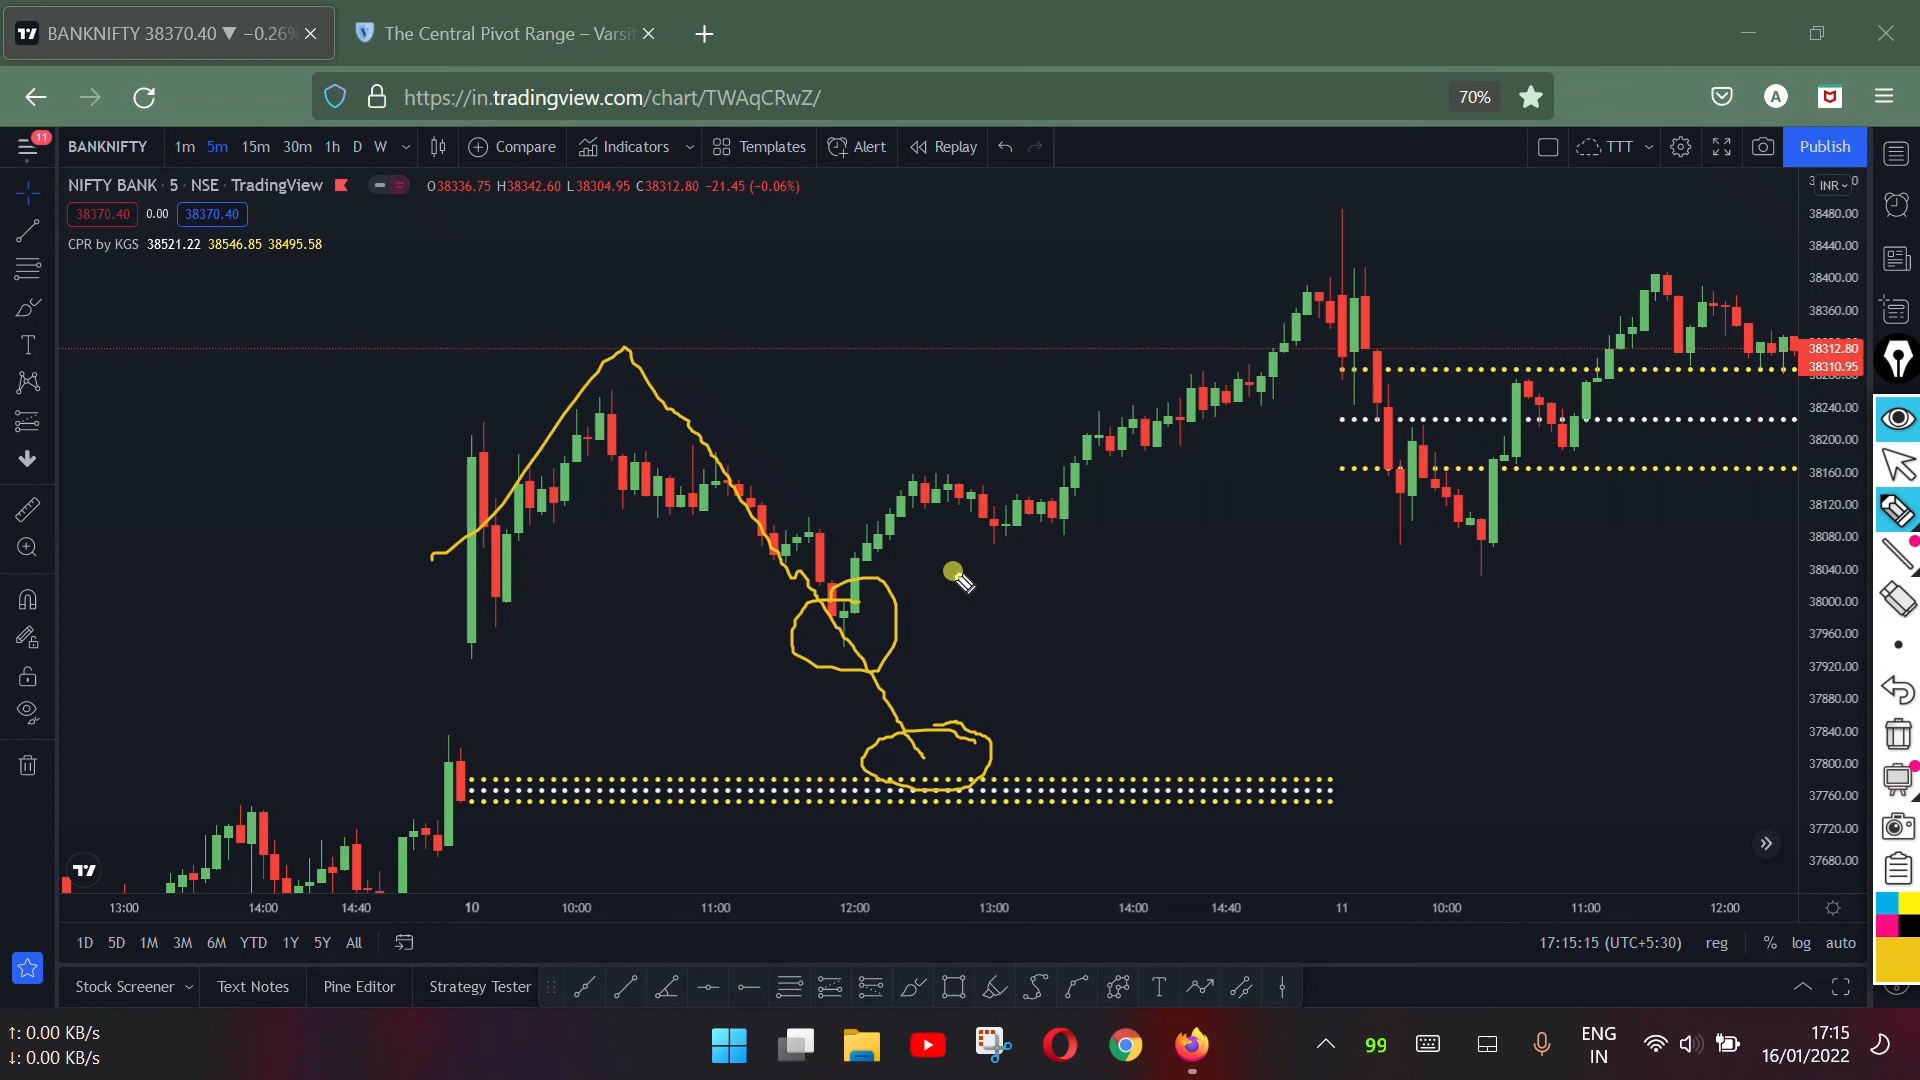 BANKNIFTY 38370.40 ▼ −0.26%
The Central Pivot Range – Varsi
https://in.tradingview.com/chart/TWAqCRwZ/
70%
A
11
BANKNIFTY
1m 5m 15m 30m 1h D W
Compare
Indicators
Templates
Alert
Replay
TTT
Publish
NIFTY BANK · 5 · NSE · TradingView
O38336.75 H38342.60 L38304.95 C38312.80 −21.45 (−0.06%)
INR
38370.40 0.00 38370.40
CPR by KGS 38521.22 38546.85 38495.58
38480.00
38440.00
38400.00
38360.00
38312.80
38310.95
38240.00
38200.00
38160.00
38120.00
38080.00
38040.00
38000.00
37960.00
37920.00
37880.00
37840.00
37800.00
37760.00
37720.00
37680.00
13:00 14:00 14:40 10 10:00 11:00 12:00 13:00 14:00 14:40 11 10:00 11:00 12:00
1D 5D 1M 3M 6M YTD 1Y 5Y All
17:15:15 (UTC+5:30) reg % log auto
Stock Screener Text Notes Pine Editor Strategy Tester
↑: 0.00 KB/s
↓: 0.00 KB/s
99
ENG
IN
17:15
16/01/2022